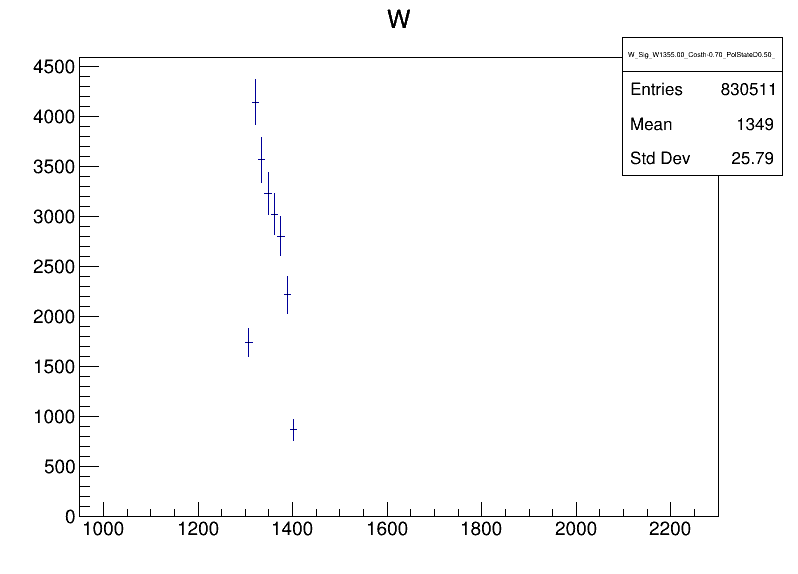 W
W_Sig_W1355.00_Costh-0.70_PolStateD0.50_
Entries 830511
Mean 1349
Std Dev 25.79
4500
4000
3500
3000
2500
2000
1500
1000
500
0
1000 1200 1400 1600 1800 2000 2200